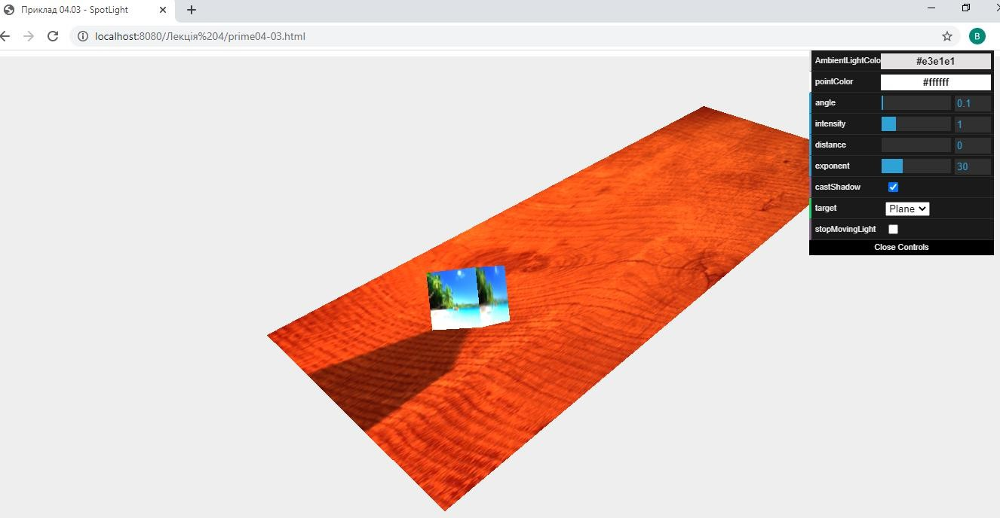 Приклад 04.03 - SpotLight
localhost:8080/Лекція%204/prime04-03.html
B
AmbientLightColo #e3e1e1
pointColor #ffffff
angle 0.1
intensity 1
distance 0
exponent 30
castShadow
target Plane
stopMovingLight
Close Controls